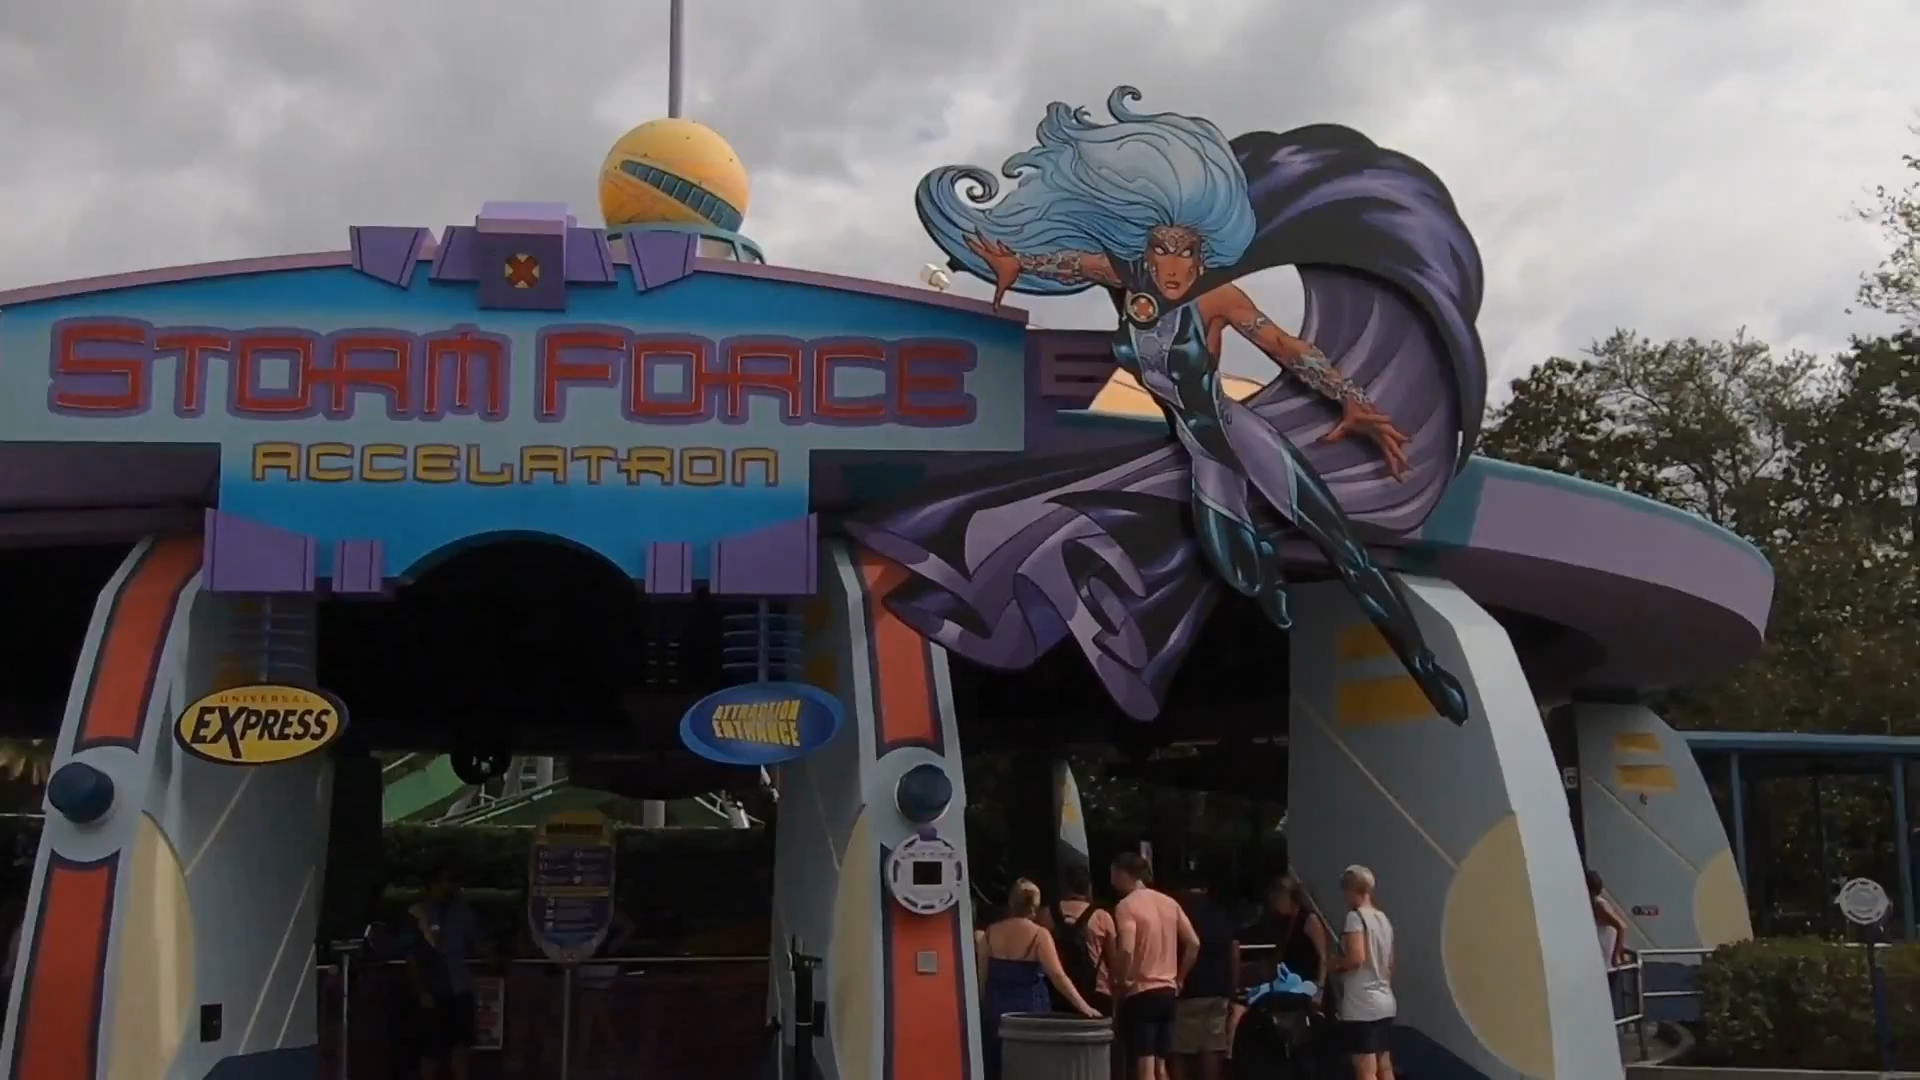 STORM FORCE
ACCELATRON
UNIVERSAL
EXPRESS
ATTRACTION
ENTRANCE